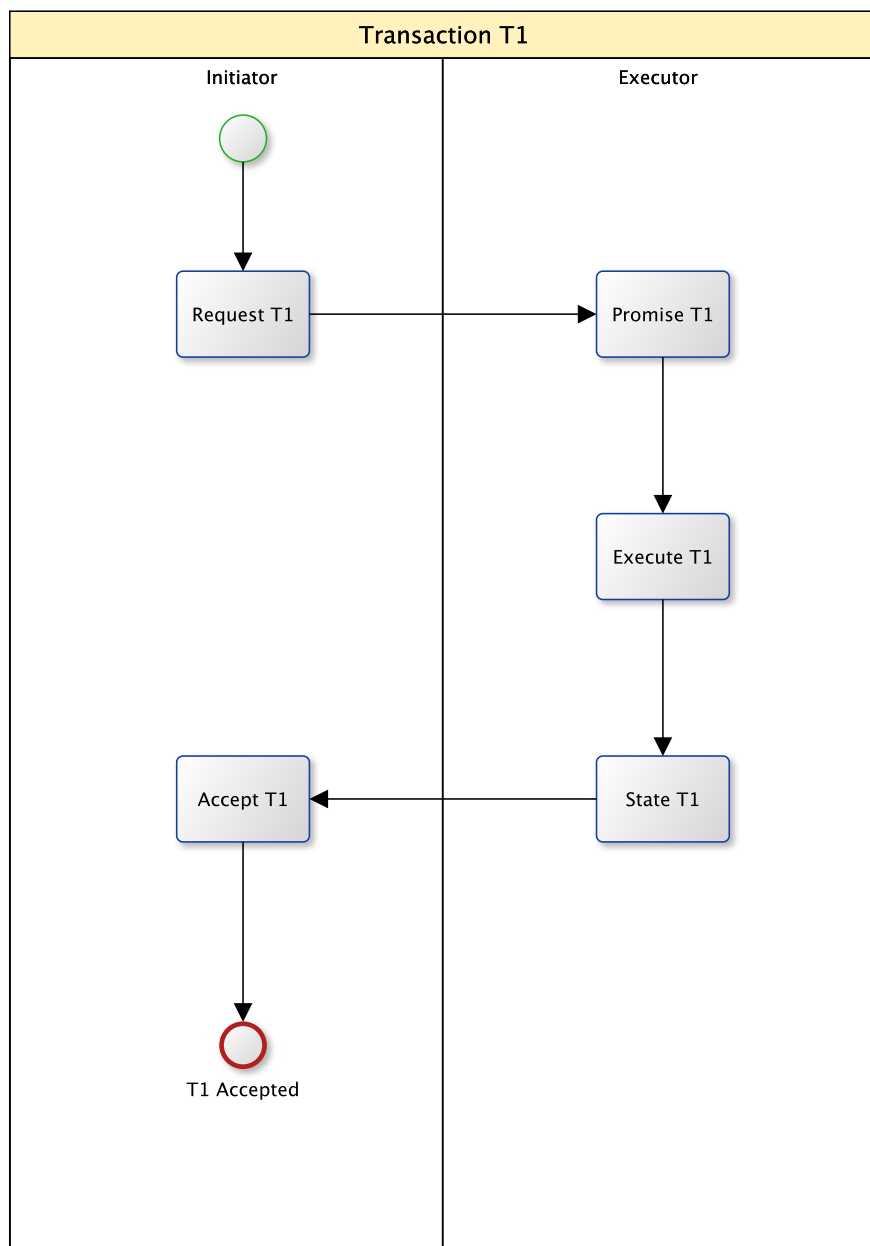 Transaction T1
Initiator
Executor
Request T1
Promise T1
Execute T1
Accept T1
State T1
T1 Accepted